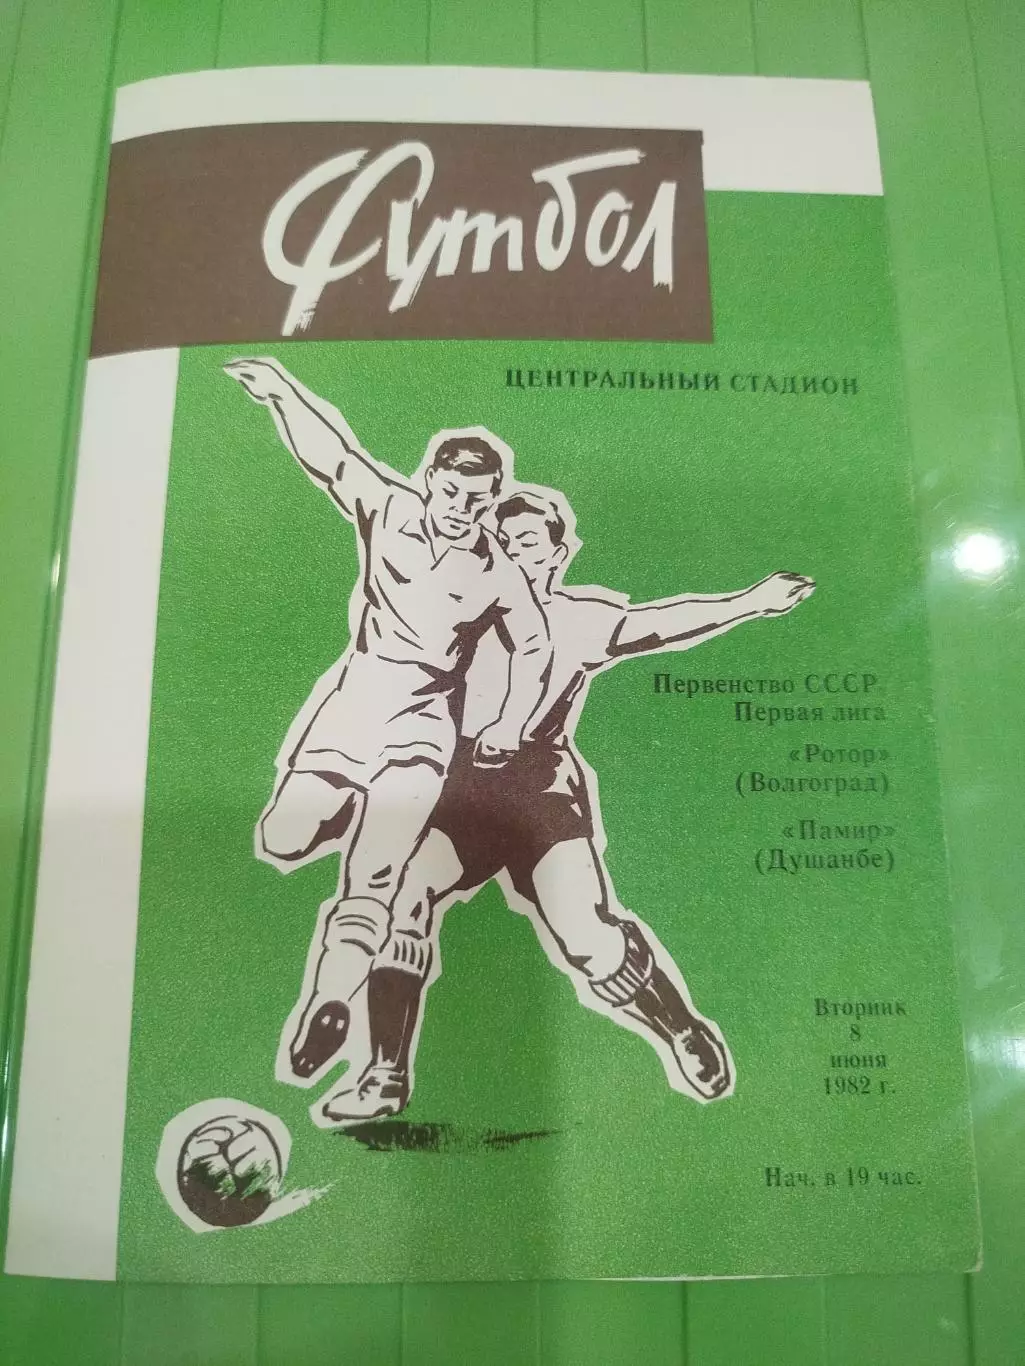 Футбол
ЦЕНТРАЛЬНЫЙ СТАДИОН
Первенство СССР
Первая лига
«Ротор»
(Волгоград)
«Памир»
(Душанбе)
Вторник
8
июня
1982 г.
Нач. в 19 час.